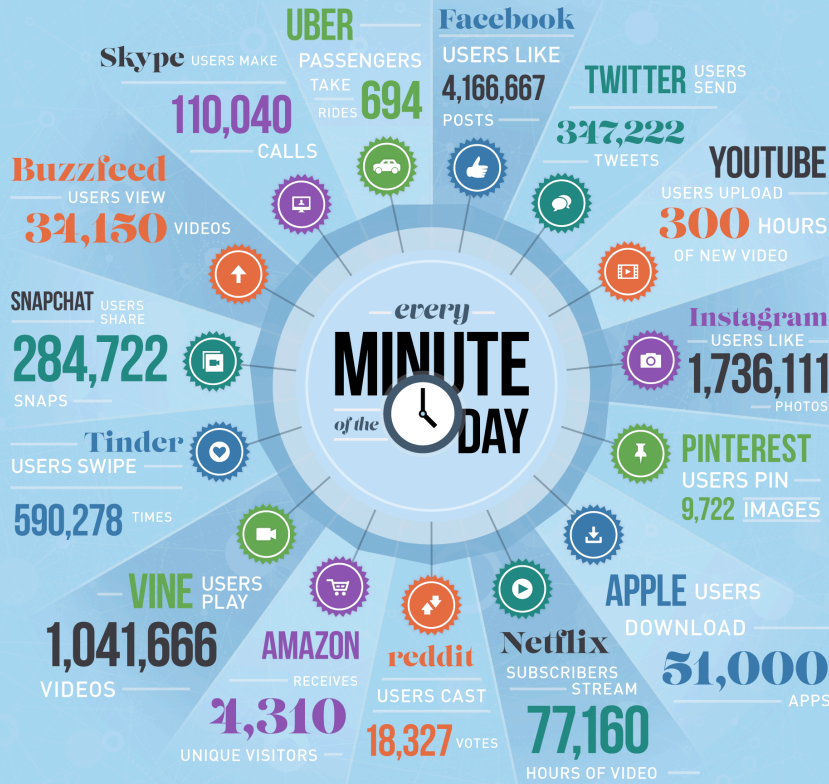 every
MINUTE
of the
DAY
Facebook
USERS LIKE
4,166,667
POSTS
TWITTER USERS
SEND
347,222
TWEETS
YOUTUBE
USERS UPLOAD
300 HOURS
OF NEW VIDEO
Instagram
USERS LIKE
1,736,111
PHOTOS
PINTEREST
USERS PIN
9,722 IMAGES
APPLE USERS
DOWNLOAD
51,000
APPS
Netflix
SUBSCRIBERS
STREAM
77,160
HOURS OF VIDEO
reddit
USERS CAST
18,327 VOTES
AMAZON
RECEIVES
4,310
UNIQUE VISITORS
VINE USERS
PLAY
1,041,666
VIDEOS
Tinder
USERS SWIPE
590,278 TIMES
SNAPCHAT USERS
SHARE
284,722
SNAPS
Buzzfeed
USERS VIEW
34,150 VIDEOS
Skype USERS MAKE
110,040
CALLS
UBER
PASSENGERS
TAKE
RIDES 694